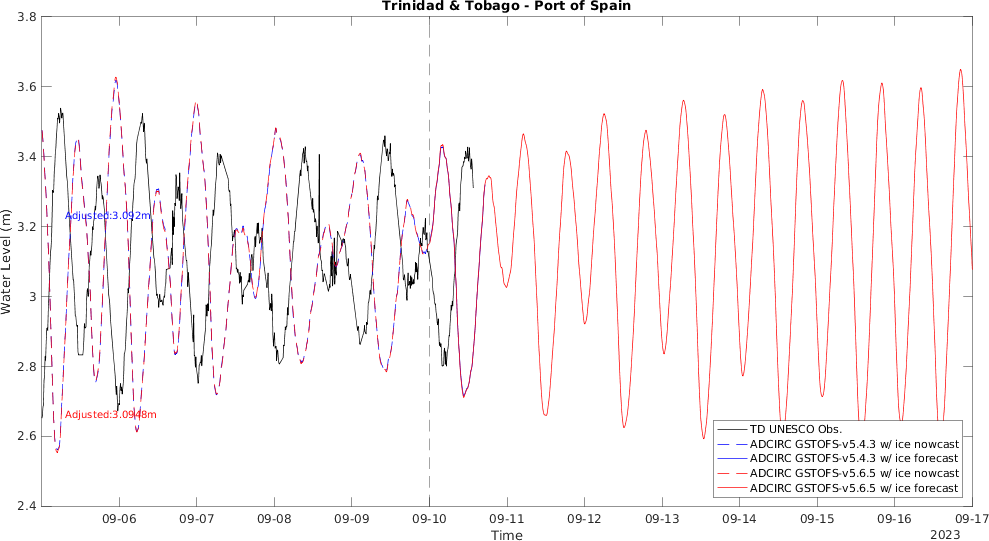 Trinidad & Tobago - Port of Spain
3.8
3.6
3.4
3.2
3
2.8
2.6
2.4
Water Level (m)
Adjusted:3.092m
Adjusted:3.0948m
TD UNESCO Obs.
ADCIRC GSTOFS-v5.4.3 w/ ice nowcast
ADCIRC GSTOFS-v5.4.3 w/ ice forecast
ADCIRC GSTOFS-v5.6.5 w/ ice nowcast
ADCIRC GSTOFS-v5.6.5 w/ ice forecast
09-06 09-07 09-08 09-09 09-10 09-11 09-12 09-13 09-14 09-15 09-16 09-17
Time
2023